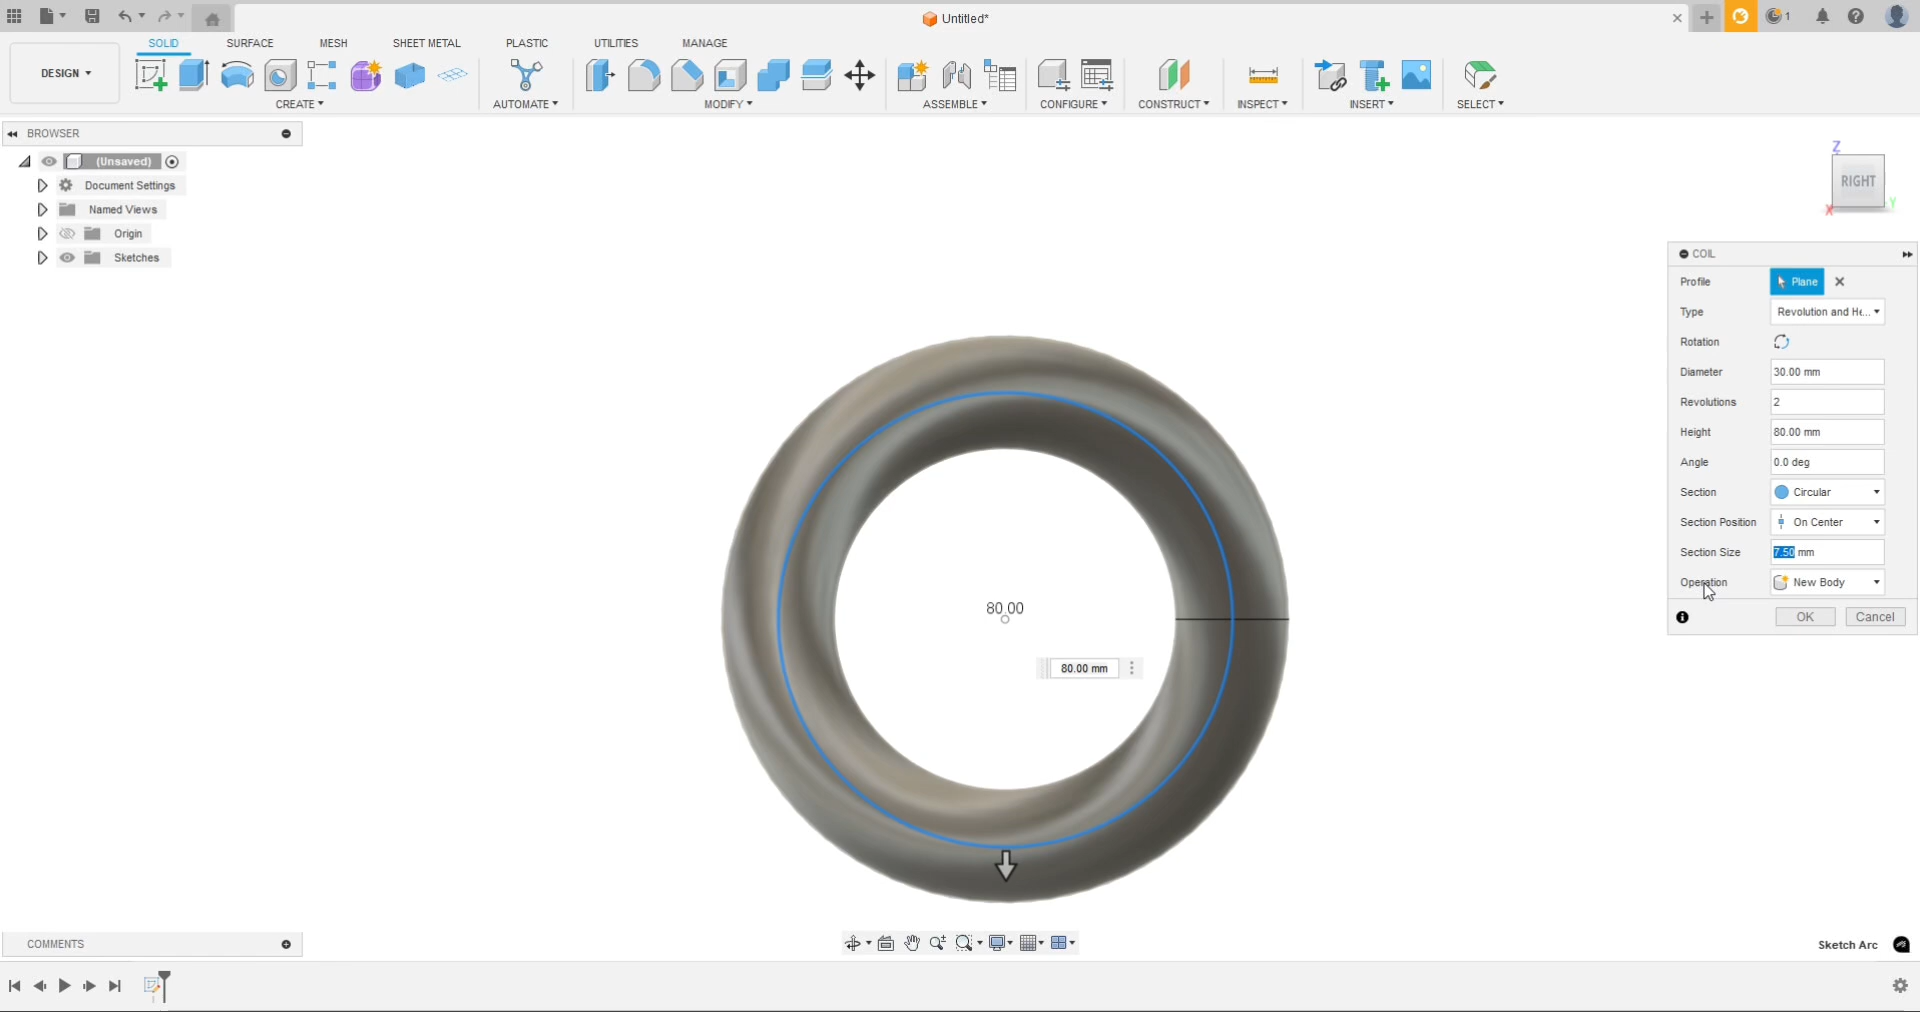 Untitled*
1
DESIGN
SOLID
SURFACE
MESH
SHEET METAL
PLASTIC
UTILITIES
MANAGE
CREATE
AUTOMATE
MODIFY
ASSEMBLE
CONFIGURE
CONSTRUCT
INSPECT
INSERT
SELECT
BROWSER
(Unsaved)
Document Settings
Named Views
Origin
Sketches
Z
RIGHT
X
Y
COIL
Profile Plane
Type Revolution and He...
Rotation
Diameter 30.00 mm
Revolutions 2
Height 80.00 mm
Angle 0.0 deg
Section Circular
Section Position On Center
Section Size 7.50 mm
Operation New Body
OK Cancel
80.00
80.00 mm
COMMENTS
Sketch Arc